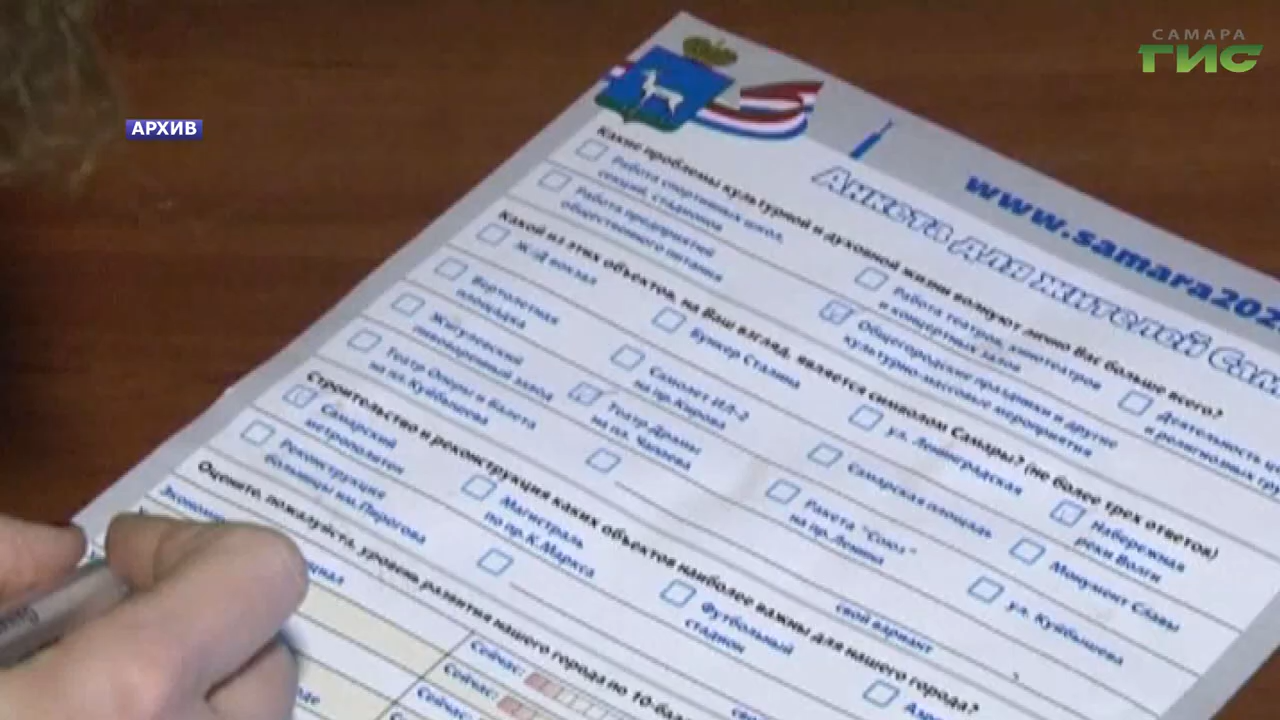 САМАРА
ГИС
АРХИВ
www.samara202
Анкета для жителей Сам
Какие проблемы культурной и духовной жизни волнуют лично Вас больше всего?
Работа спортивных школ,
секций, стадионов
Работа театров, кинотеатров
и концертных залов
Деятельность
и религиозных гру
Работа предприятий
общественного питания
Общегородские праздники и другие
культурно-массовые мероприятия
Какой из этих объектов, на Ваш взгляд, является символом Самары? (не более трех ответов)
Ж/Д вокзал
Бункер Сталина
ул. Ленинградская
Набережная
реки Волги
Вертолетная
площадка
Самолет ИЛ-2
на пр.Кирова
Самарская площадь
Монумент Славы
Жигулевский
пивоваренный завод
Театр Драмы
на пл. Чапаева
Ракета "Союз"
на пр.Ленина
ул. Куйбышева
Театр Оперы и Балета
на пл.Куйбышева
свой вариант
Строительство и реконструкция каких объектов наиболее важны для нашего города?
Самарский
метрополитен
Магистраль
по пр.К.Маркса
Футбольный
стадион
Аэро
Реконструкция
больницы им.Пирогова
Оцените, пожалуйста, уровень развития нашего города по 10-бал
Эконом
Сейчас:
Сейчас:
Сейчас: